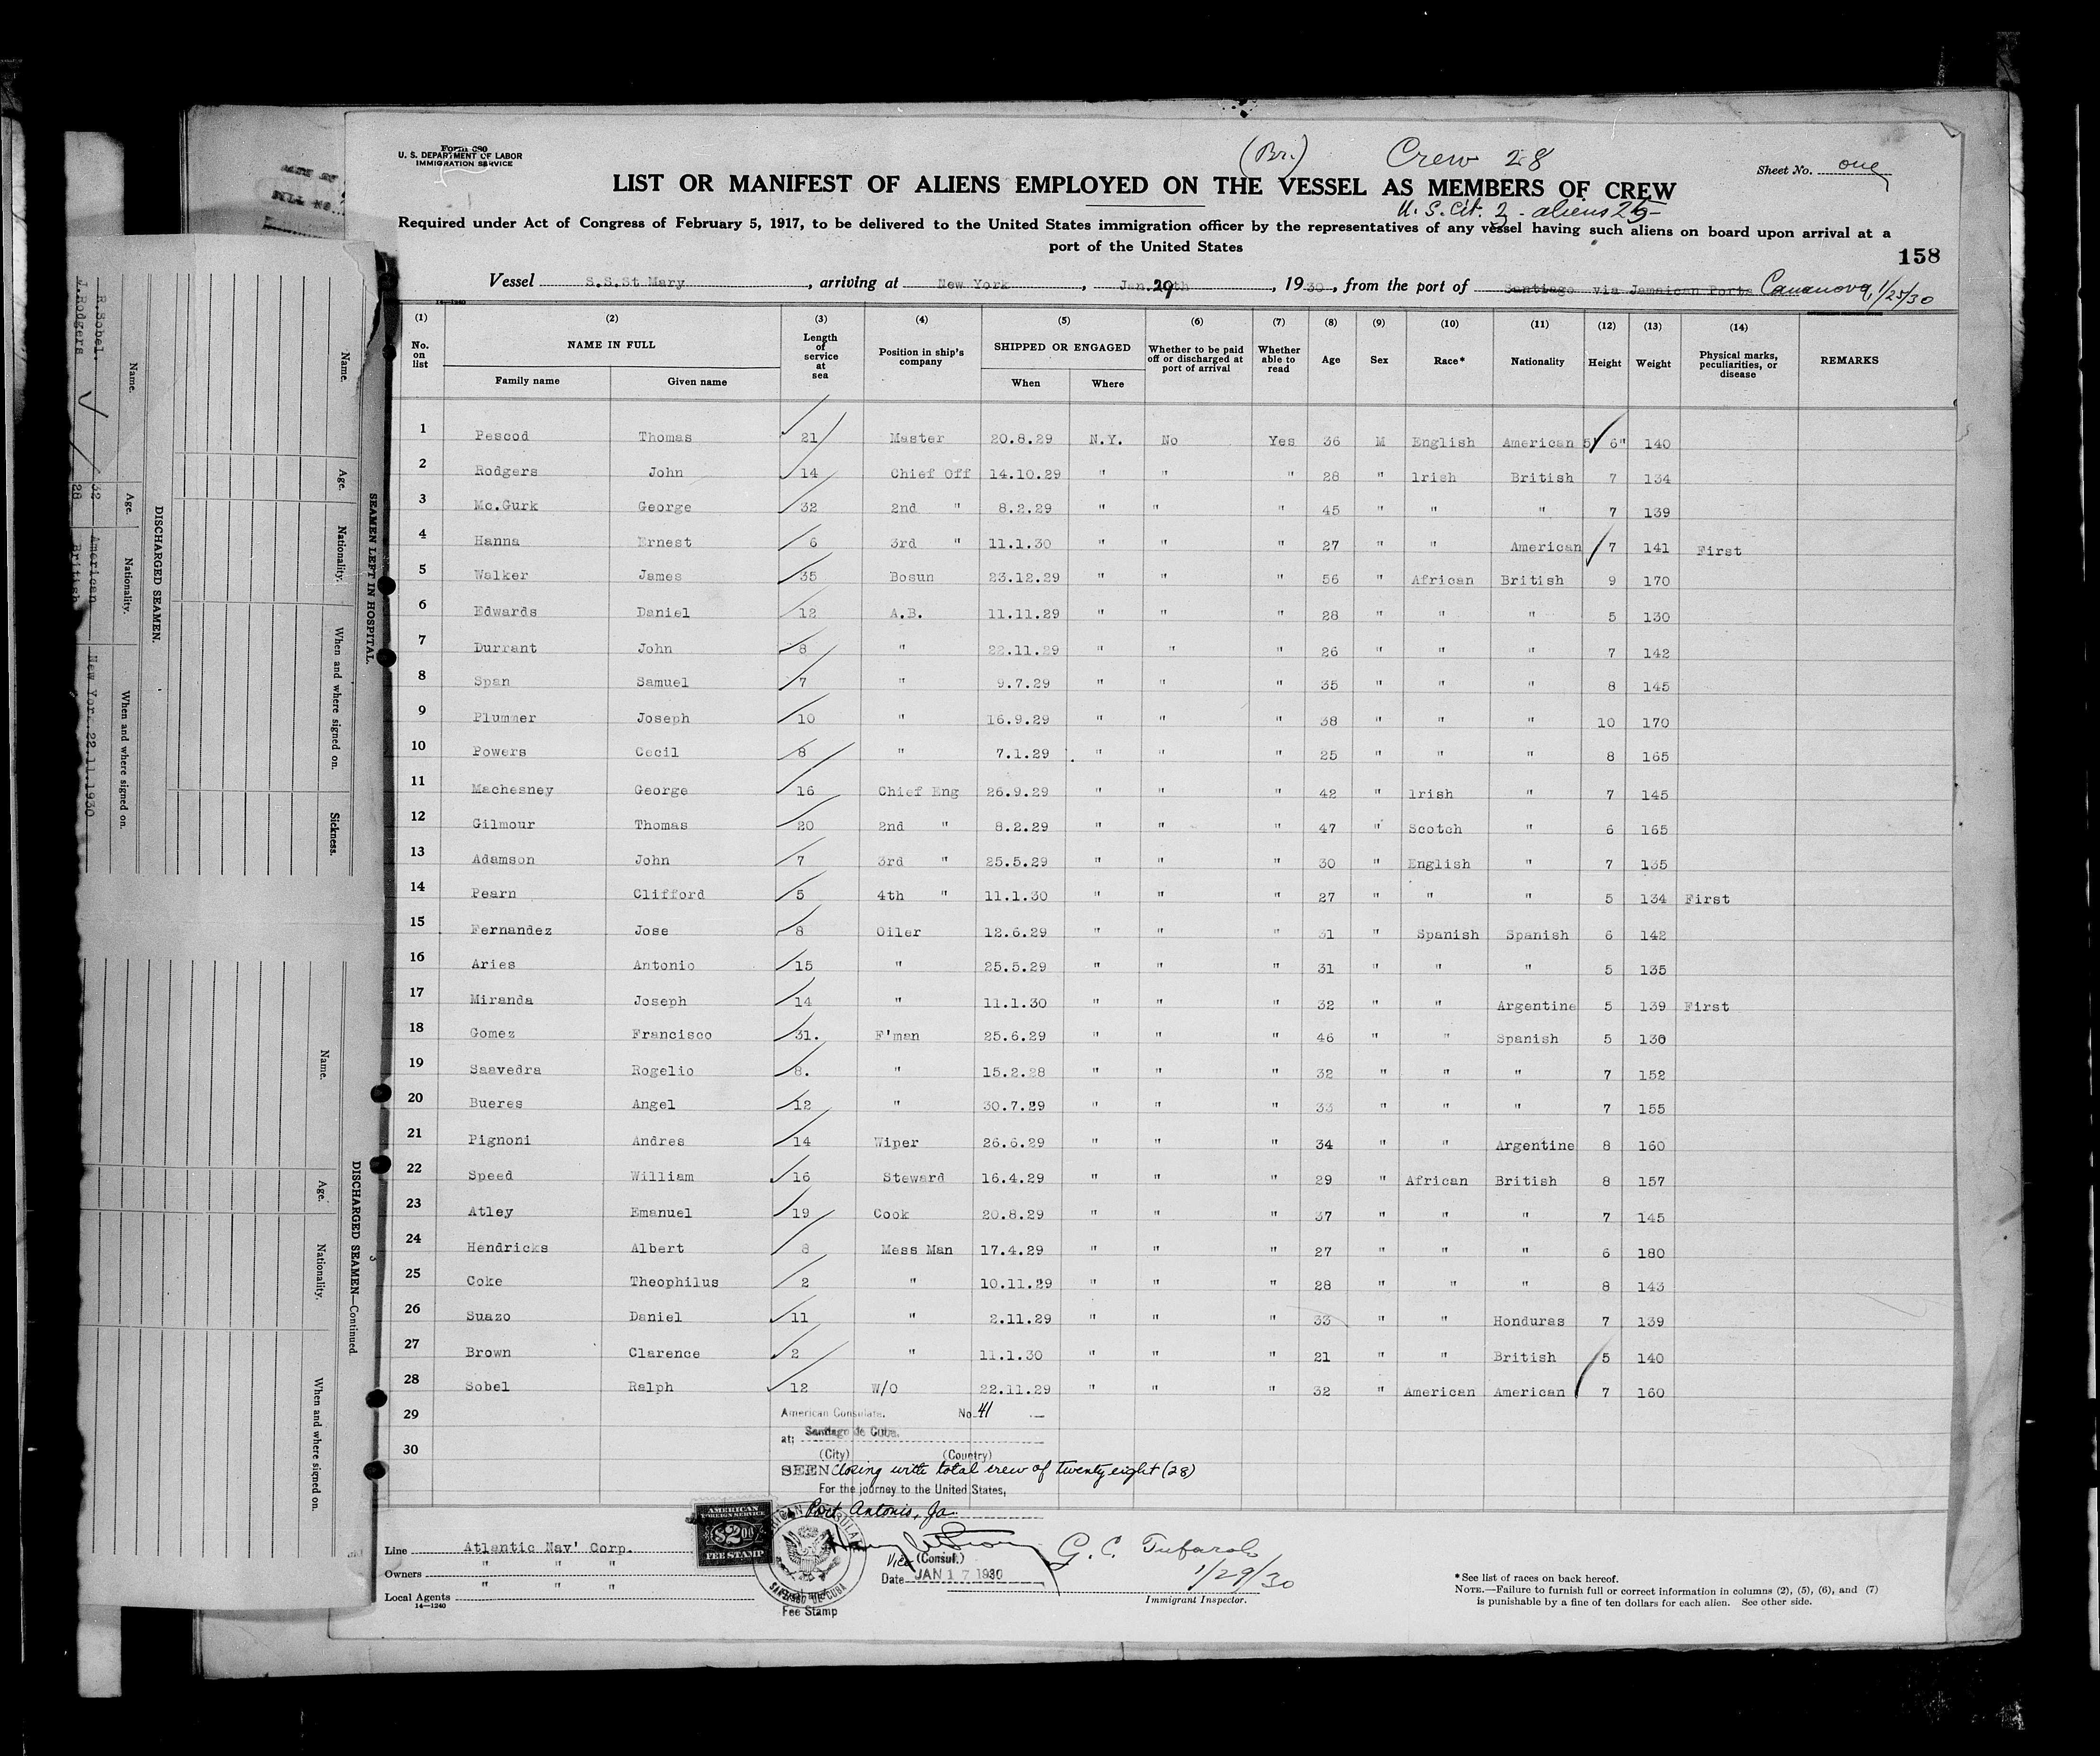 Form 680
U. S. DEPARTMENT OF LABOR
IMMIGRATION SERVICE
(Br.) Crew 28
Sheet No. one
LIST OR MANIFEST OF ALIENS EMPLOYED ON THE VESSEL AS MEMBERS OF CREW
U. S. cit. 3 - aliens 25
Required under Act of Congress of February 5, 1917, to be delivered to the United States immigration officer by the representatives of any vessel having such aliens on board upon arrival at a
port of the United States
158
Vessel S.S.St Mary, arriving at New York, Jan. 29th, 1930, from the port of Santiago via Jamaican Ports Cananova, 1/25/30
14—1240
(1) (2) (3) (4) (5) (6) (7) (8) (9) (10) (11) (12) (13) (14)
No. on list NAME IN FULL Length of service at sea Position in ship's company SHIPPED OR ENGAGED Whether to be paid off or discharged at port of arrival Whether able to read Age Sex Race* Nationality Height Weight Physical marks, peculiarities, or disease REMARKS
Family name Given name When Where
1 Pescod Thomas 21 Master 20.8.29 N.Y. No Yes 36 M English American 5' 6" 140
2 Rodgers John 14 Chief Off 14.10.29 " " " 28 " lrish British 7 134
3 Mc.Gurk George 32 2nd " 8.2.29 " " " 45 " " " 7 139
4 Hanna Ernest 6 3rd " 11.1.30 " " " 27 " " American 7 141 First
5 Walker James 35 Bosun 23.12.29 " " " 56 " African British 9 170
6 Edwards Daniel 12 A.B. 11.11.29 " " " 28 " " " 5 130
7 Durrant John 8 " 22.11.29 " " " 26 " " " 7 142
8 Span Samuel 7 " 9.7.29 " " " 35 " " " 8 145
9 Plummer Joseph 10 " 16.9.29 " " " 38 " " " 10 170
10 Powers Cecil 8 " 7.1.29 " " " 25 " " " 8 165
11 Machesney George 16 Chief Eng 26.9.29 " " " 42 " lrish " 7 145
12 Gilmour Thomas 20 2nd " 8.2.29 " " " 47 " Scotch " 6 165
13 Adamson John 7 3rd " 25.5.29 " " " 30 " English " 7 135
14 Pearn Clifford 5 4th " 11.1.30 " " " 27 " " " 5 134 First
15 Fernandez Jose 8 Oiler 12.6.29 " " " 31 " Spanish Spanish 6 142
16 Aries Antonio 15 " 25.5.29 " " " 31 " " " 5 135
17 Miranda Joseph 14 " 11.1.30 " " " 32 " " Argentine 5 139 First
18 Gomez Francisco 31. F'man 25.6.29 " " " 46 " " Spanish 5 130
19 Saavedra Rogelio 8. " 15.2.28 " " " 32 " " " 7 152
20 Bueres Angel 12 " 30.7.29 " " " 33 " " " 7 155
21 Pignoni Andres 14 Wiper 26.6.29 " " " 34 " " Argentine 8 160
22 Speed William 16 Steward 16.4.29 " " " 29 " African British 8 157
23 Atley Emanuel 19 Cook 20.8.29 " " " 37 " " " 7 145
24 Hendricks Albert 8 Mess Man 17.4.29 " " " 27 " " " 6 180
25 Coke Theophilus 2 " 10.11.29 " " " 28 " " " 8 143
26 Suazo Daniel 11 " 2.11.29 " " " 33 " " Honduras 7 139
27 Brown Clarence 2 " 11.1.30 " " " 21 " " British 5 140
28 Sobel Ralph 12 W/O 22.11.29 " " " 32 " American American 7 160
29
30
American Consulate. No. 41
at; Santiago de Cuba.
(City) (Country)
SEEN closing with total crew of twenty eight (28)
For the journey to the United States,
Port Antonio, Ja.
Vice (Consul.)
Date JAN 17 1930
AMERICAN FOREIGN SERVICE
$2.00
FEE STAMP
SANTIAGO DE CUBA
Fee Stamp
G. C. Tufarolo
1/29/30
Immigrant Inspector.
Line Atlantic Nav' Corp.
Owners " " "
Local Agents " " "
14—1240
*See list of races on back hereof.
NOTE.—Failure to furnish full or correct information in columns (2), (5), (6), and (7)
is punishable by a fine of ten dollars for each alien. See other side.
SEAMEN LEFT IN HOSPITAL.
Name. Age. Nationality. When and where signed on. Sickness.
DISCHARGED SEAMEN.
Name. Age. Nationality. When and where signed on.
R.Sobel. 32 American New York.22.11.1930
J.Rodgers 28 British
DISCHARGED SEAMEN—Continued.
Name. Age. Nationality. When and where signed on.
3